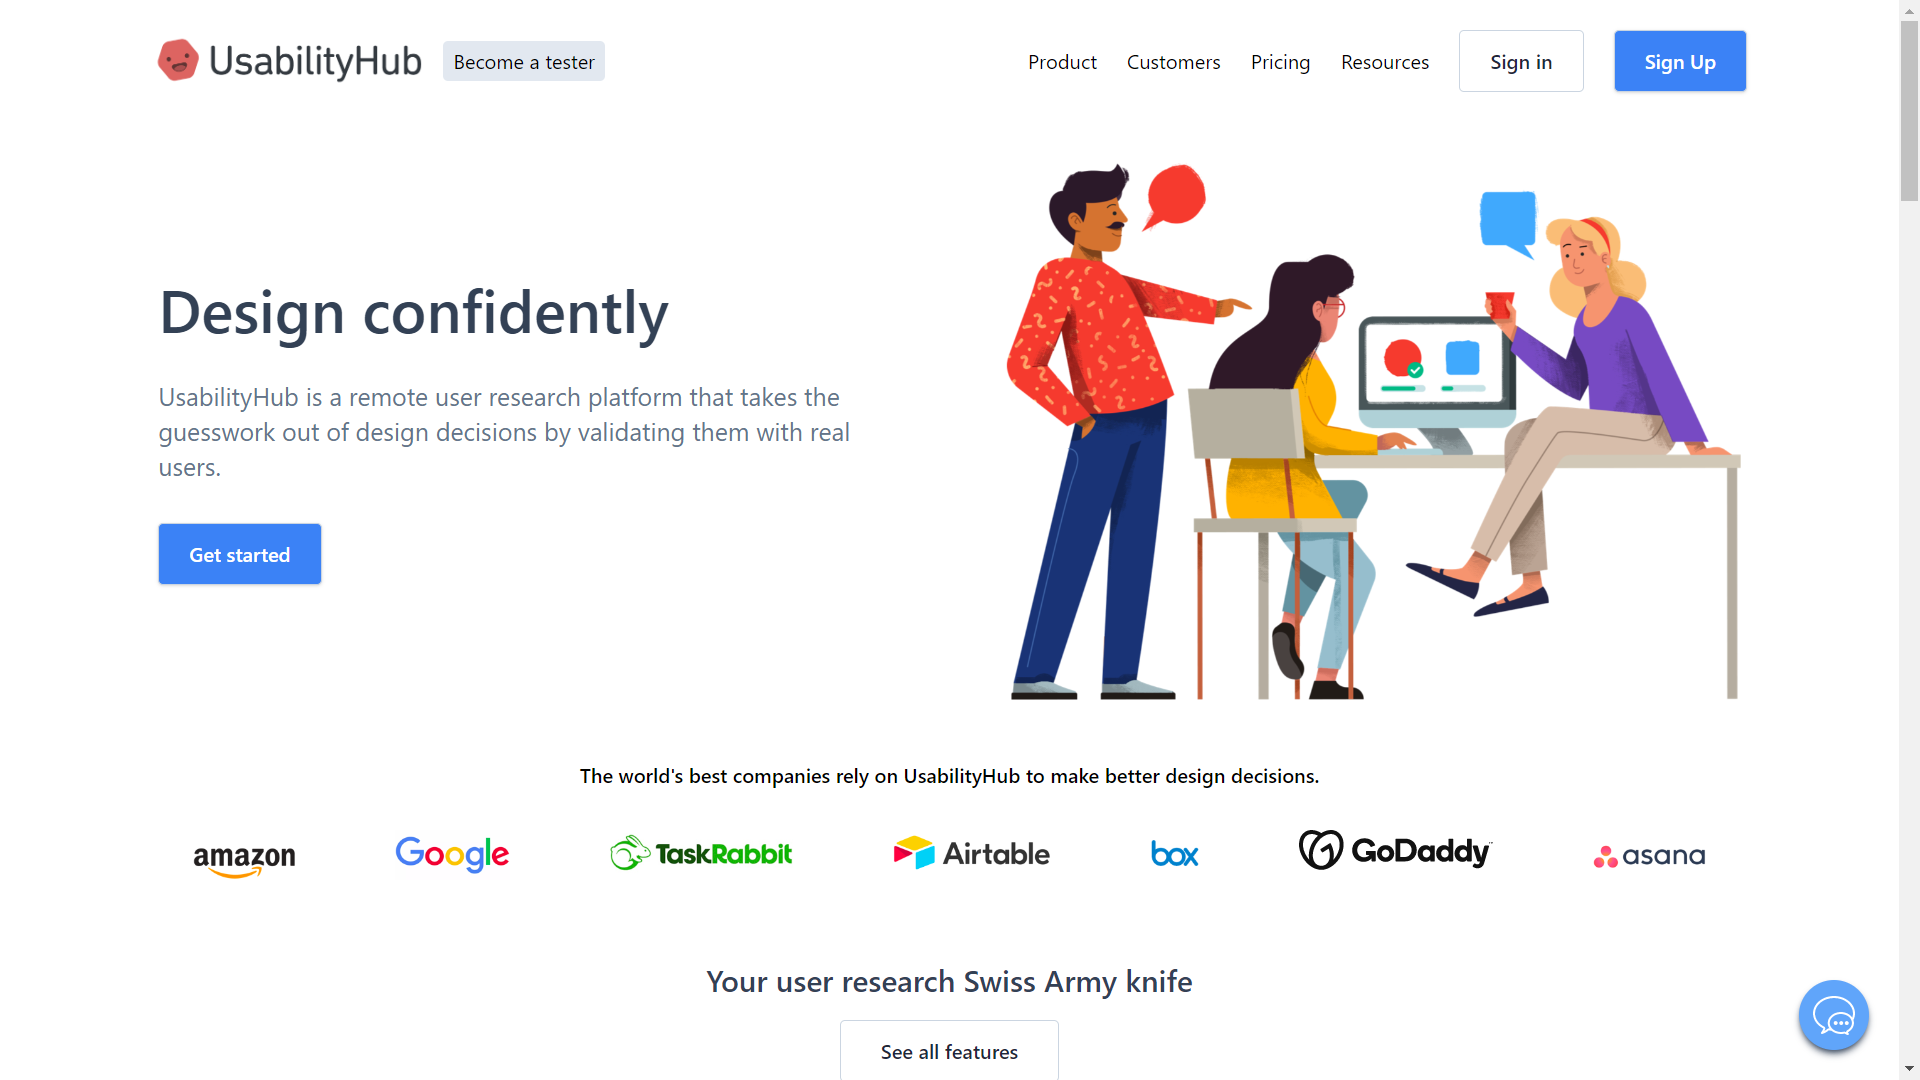 UsabilityHub
Become a tester
Product
Customers
Pricing
Resources
Sign in
Sign Up
Design confidently
UsabilityHub is a remote user research platform that takes the
guesswork out of design decisions by validating them with real
users.
Get started
The world's best companies rely on UsabilityHub to make better design decisions.
amazon
Google
TaskRabbit
Airtable
box
GoDaddy
asana
Your user research Swiss Army knife
See all features